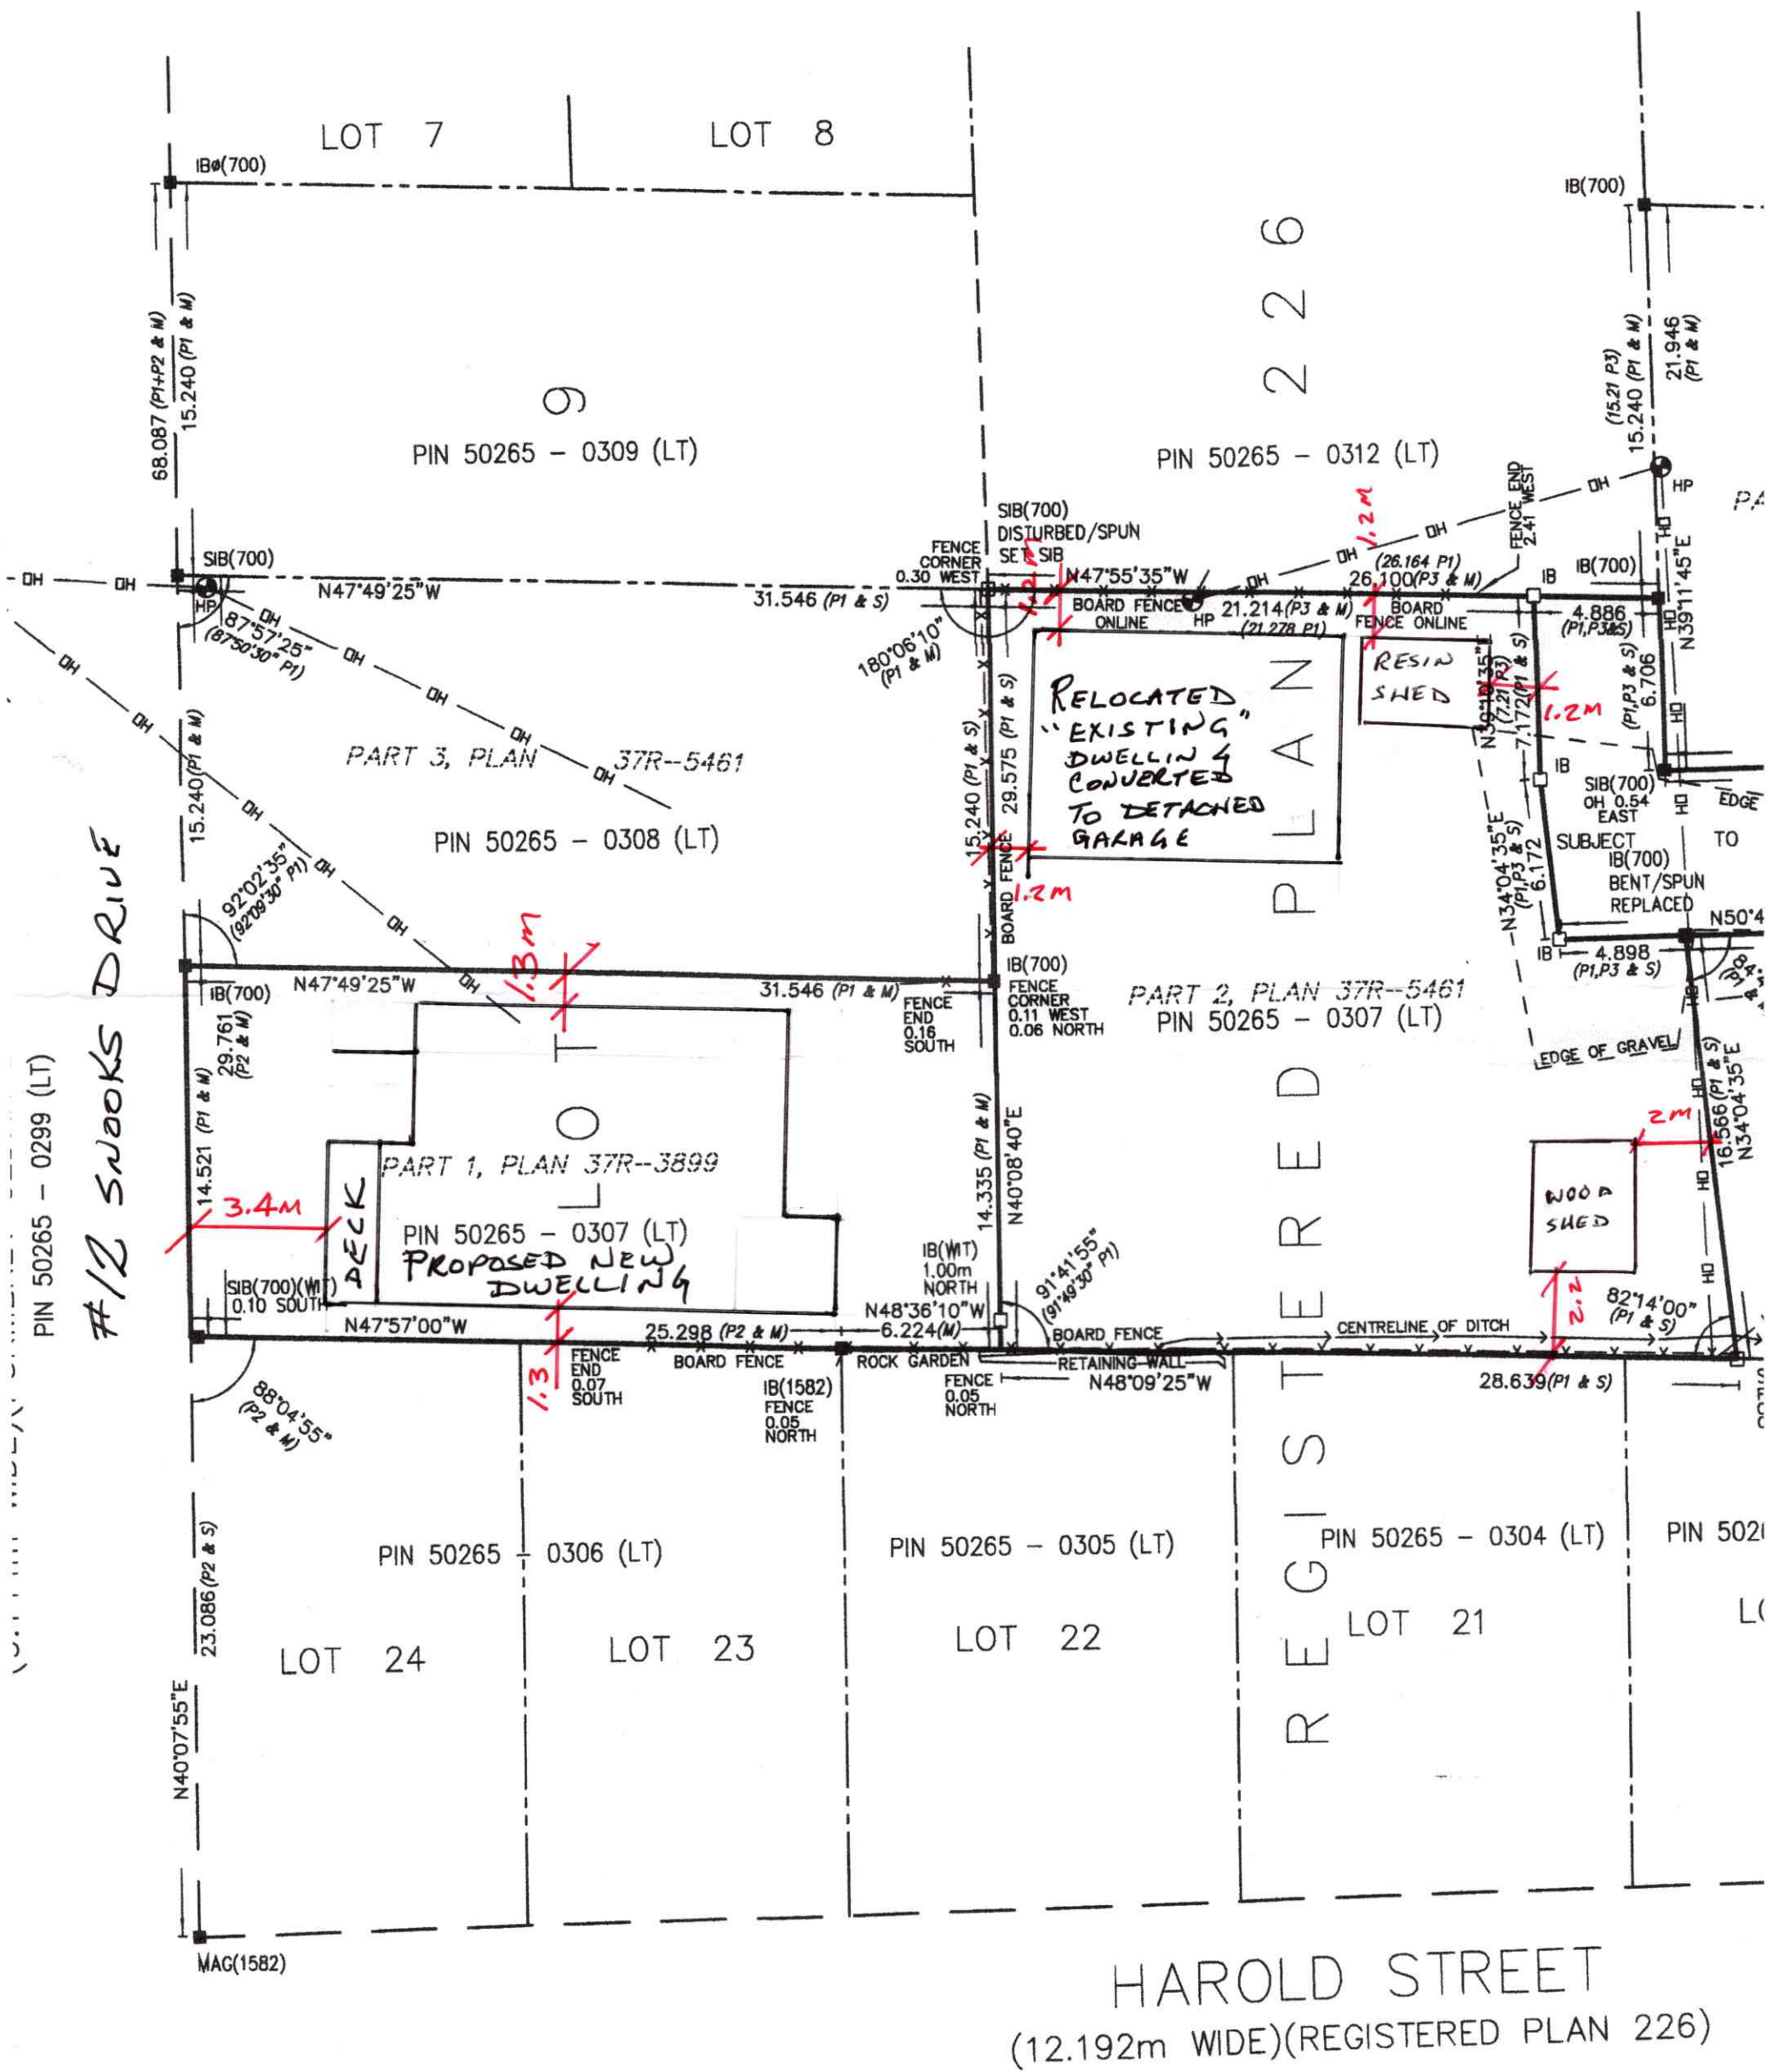 LOT 7
LOT 8
IBø(700)
IB(700)
68.087 (P1+P2 & M)
15.240 (P1 & M)
9
PIN 50265 - 0309 (LT)
226
PIN 50265 - 0312 (LT)
(15.21 P3)
15.240 (P1 & M)
21.946
(P1 & M)
HP
PA
OH
FENCE END
2.41 WEST
1.2M
SIB(700)
DISTURBED/SPUN
SET SIB
FENCE
CORNER
0.30 WEST
1.2M
SIB(700)
HP
N47°49'25"W
31.546 (P1 & S)
N47°55'35"W
(26.164 P1)
26.100(P3 & M)
IB
IB(700)
BOARD FENCE
ONLINE
HP
21.214(P3 & M)
(21.278 P1)
BOARD
FENCE ONLINE
4.886
(P1,P3&S)
N39°11'45"E
87°57'25"
(87°50'30" P1)
180°06'10"
(P1 & M)
OH
RESIN
SHED
(7.21 P3)
7.172(P1 & S)
1.2M
(P1,P3 & S)
6.706
RELOCATED
"EXISTING"
DWELLING
CONVERTED
TO DETACHED
GARAGE
15.240 (P1 & M)
PART 3, PLAN 37R-5461
PIN 50265 - 0308 (LT)
15.240 (P1 & S)
29.575 (P1 & S)
BOARD FENCE
1.2M
IB
SIB(700)
OH 0.54
EAST
EDGE
SUBJECT TO
IB(700)
BENT/SPUN
REPLACED
N34°04'35"E
(P1,P3 & S)
6.172
N50°4
IB
4.898
(P1,P3 & S)
92°02'35"
(92°09'30" P1)
#12 SNOOKS DRIVE
PIN 50265 - 0299 (LT)
1.3M
N47°49'25"W
31.546 (P1 & M)
IB(700)
29.761
(P2 & M)
FENCE
END
0.16
SOUTH
IB(700)
FENCE
CORNER
0.11 WEST
0.06 NORTH
PART 2, PLAN 37R-5461
PIN 50265 - 0307 (LT)
EDGE OF GRAVEL
16.566(P1 & S)
N34°04'35"E
2M
WOOD
SHED
2.2
14.521 (P1 & M)
3.4M
DECK
LOT
PART 1, PLAN 37R-3899
PIN 50265 - 0307 (LT)
PROPOSED NEW
DWELLING
14.335 (P1 & M)
N40°08'40"E
SIB(700)(WIT)
0.10 SOUTH
IB(WIT)
1.00m
NORTH
91°41'55"
(91°49'30" P1)
82°14'00"
(P1 & S)
N47°57'00"W
25.298 (P2 & M)
N48°36'10"W
6.224(M)
BOARD FENCE
CENTRELINE OF DITCH
1.3
FENCE
END
0.07
SOUTH
BOARD FENCE
ROCK GARDEN
RETAINING WALL
N48°09'25"W
28.639(P1 & S)
IB(1582)
FENCE
0.05
NORTH
FENCE
0.05
NORTH
88°04'55"
(P2 & M)
REGISTERED PLAN
23.086(P2 & S)
N40°07'55"E
PIN 50265 - 0306 (LT)
PIN 50265 - 0305 (LT)
PIN 50265 - 0304 (LT)
LOT 24
LOT 23
LOT 22
LOT 21
MAG(1582)
HAROLD STREET
(12.192m WIDE)(REGISTERED PLAN 226)